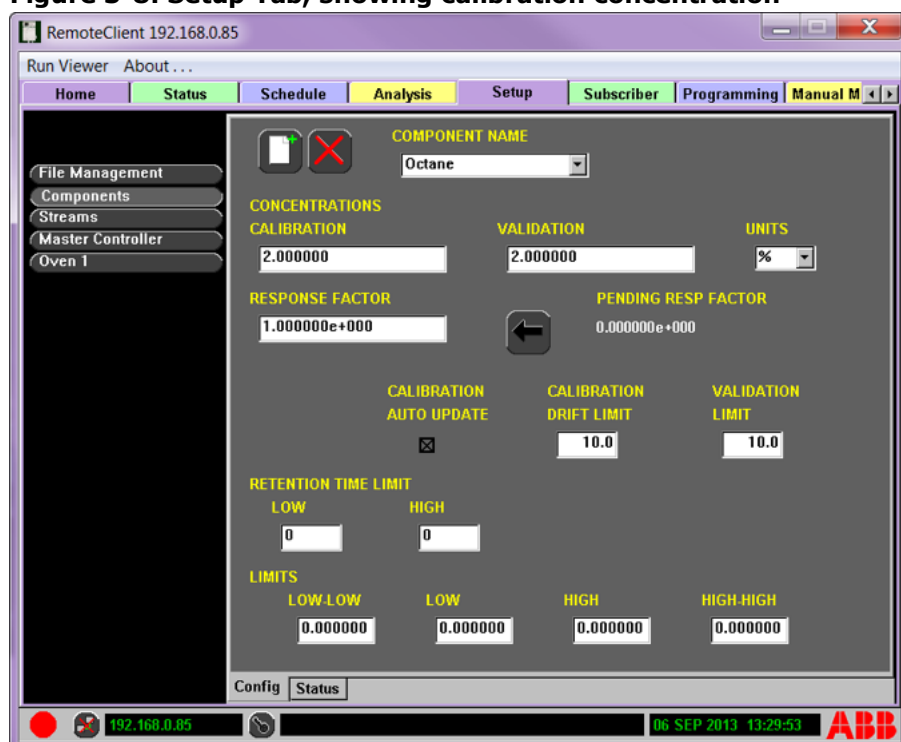 Figure 5-8. Setup Tab, showing Calibration Concentration
RemoteClient 192.168.0.85
Run Viewer About . . .
Home Status Schedule Analysis Setup Subscriber Programming Manual M
File Management
Components
Streams
Master Controller
Oven 1
COMPONENT NAME
Octane
CONCENTRATIONS
CALIBRATION VALIDATION UNITS
2.000000 2.000000 %
RESPONSE FACTOR PENDING RESP FACTOR
1.000000e+000 0.000000e+000
CALIBRATION AUTO UPDATE CALIBRATION DRIFT LIMIT VALIDATION LIMIT
10.0 10.0
RETENTION TIME LIMIT
LOW HIGH
0 0
LIMITS
LOW-LOW LOW HIGH HIGH-HIGH
0.000000 0.000000 0.000000 0.000000
Config Status
192.168.0.85 06 SEP 2013 13:29:53 ABB